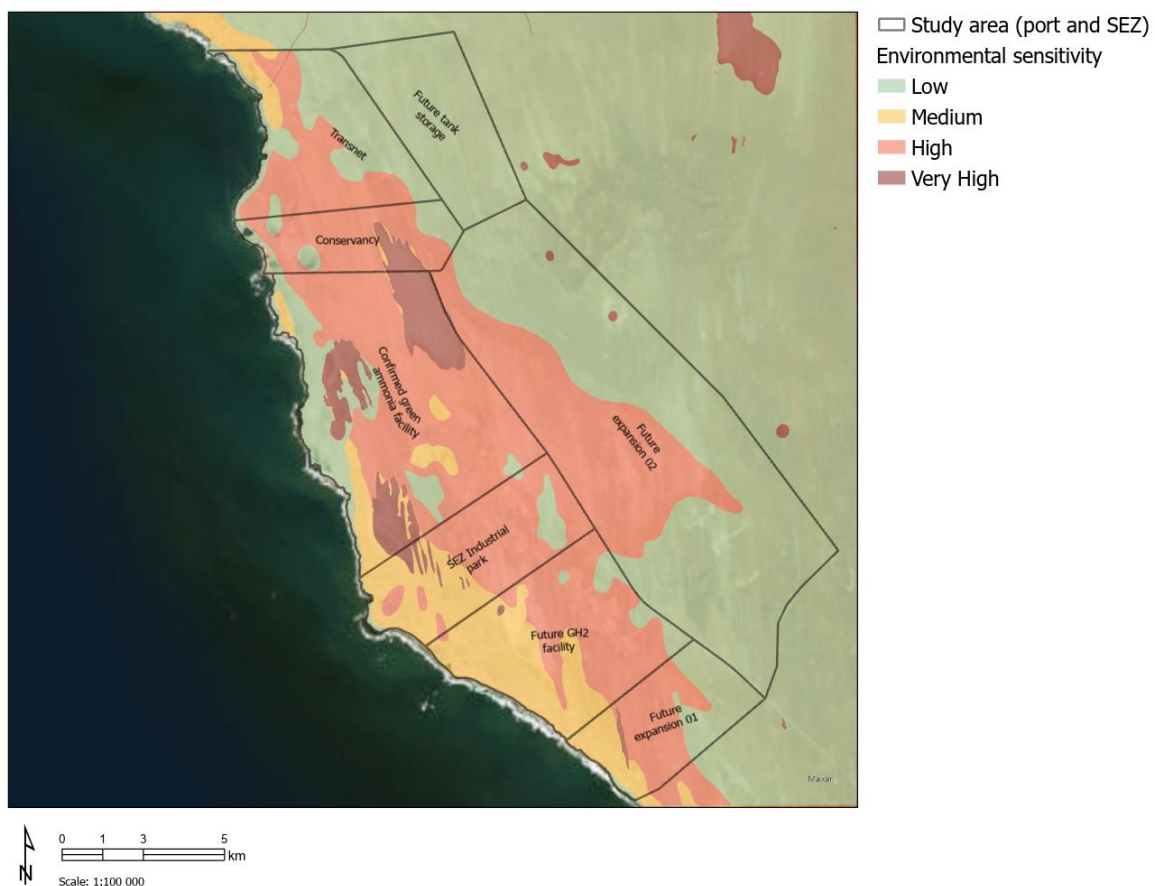 Study area (port and SEZ)
Environmental sensitivity
Low
Medium
High
Very High
Future tank
storage
Transnet
Conservancy
Confirmed green
ammonia facility
Future
expansion 02
SEZ Industrial
park
Future GH2
facility
Future
expansion 01
Maxar
N
0 1 3 5
km
Scale: 1:100 000